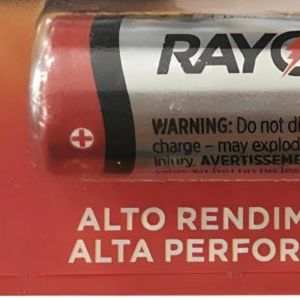 RAYO
WARNING: Do not di
charge – may explod
injury. AVERTISSEME
ALTO RENDIM
ALTA PERFOR